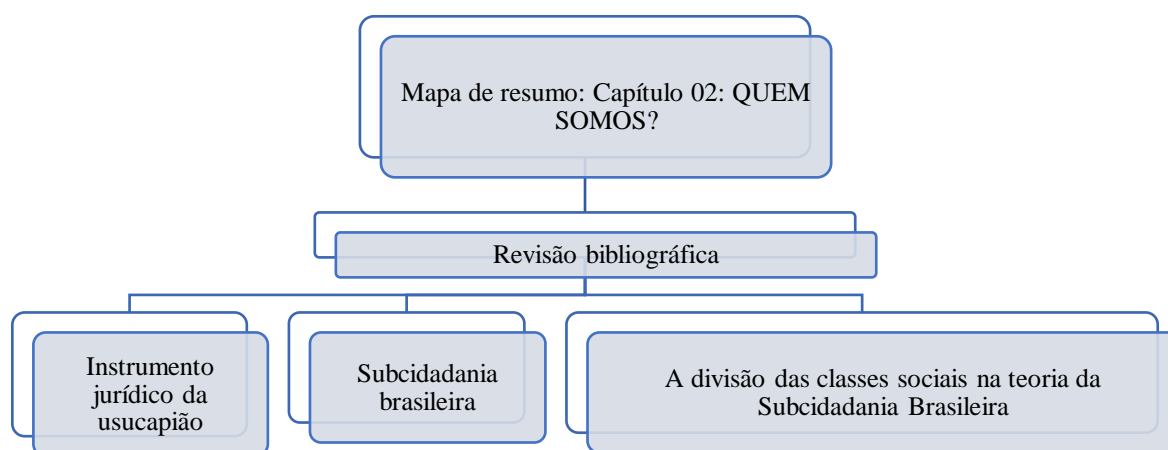 Mapa de resumo: Capítulo 02: QUEM
SOMOS?
Revisão bibliográfica
Instrumento
jurídico da
usucapião
Subcidadania
brasileira
A divisão das classes sociais na teoria da
Subcidadania Brasileira